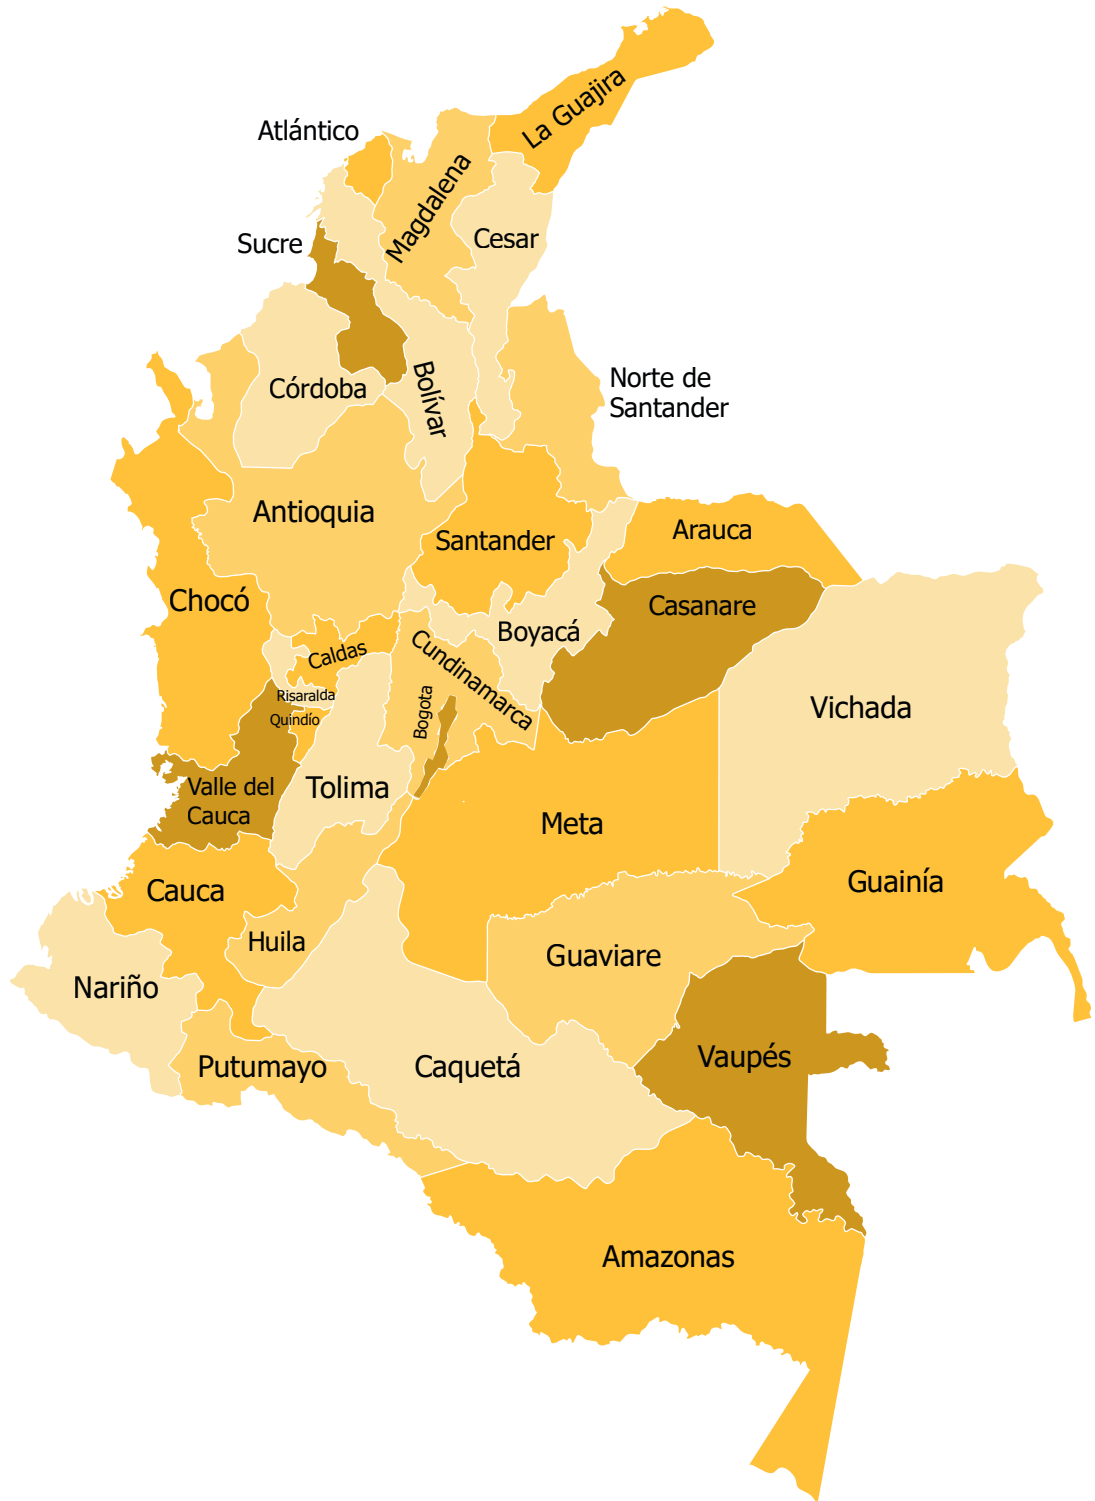 La Guajira
Atlántico
Magdalena
Sucre
Cesar
Córdoba
Bolívar
Norte de
Santander
Antioquia
Santander
Arauca
Chocó
Casanare
Boyacá
Caldas
Cundinamarca
Risaralda
Quindío
Bogota
Vichada
Valle del
Cauca
Tolima
Meta
Cauca
Guainía
Huila
Guaviare
Nariño
Putumayo
Caquetá
Vaupés
Amazonas